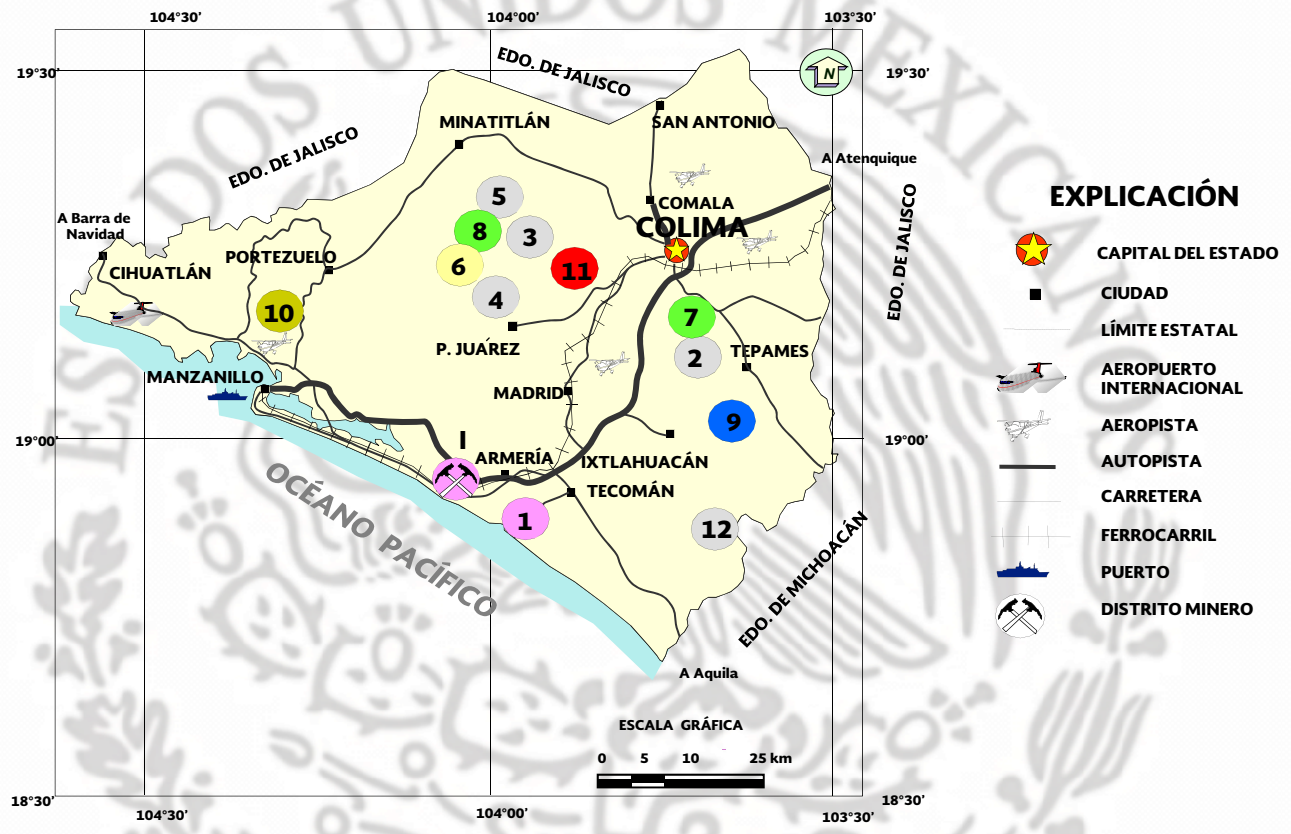 104°30’
104°00’
103°30’
19°30’
19°30’
EDO. DE JALISCO
N
EDO. DE JALISCO
MINATITLÁN
SAN ANTONIO
A Atenquique
5
COMALA
COLIMA
EDO. DE JALISCO
A Barra de
Navidad
8
3
PORTEZUELO
6
11
CIHUATLÁN
4
10
7
P. JUÁREZ
2
TEPAMES
MANZANILLO
MADRID
9
19°00’
19°00’
I
ARMERÍA
IXTLAHUACÁN
TECOMÁN
1
12
OCÉANO PACÍFICO
EDO. DE MICHOACÁN
A Aquila
ESCALA GRÁFICA
0 5 10 25 km
18°30’
18°30’
104°30’
104°00’
103°30’
EXPLICACIÓN
CAPITAL DEL ESTADO
CIUDAD
LÍMITE ESTATAL
AEROPUERTO
INTERNACIONAL
AEROPISTA
AUTOPISTA
CARRETERA
FERROCARRIL
PUERTO
DISTRITO MINERO
ESTADOS UNIDOS MEXICANOS